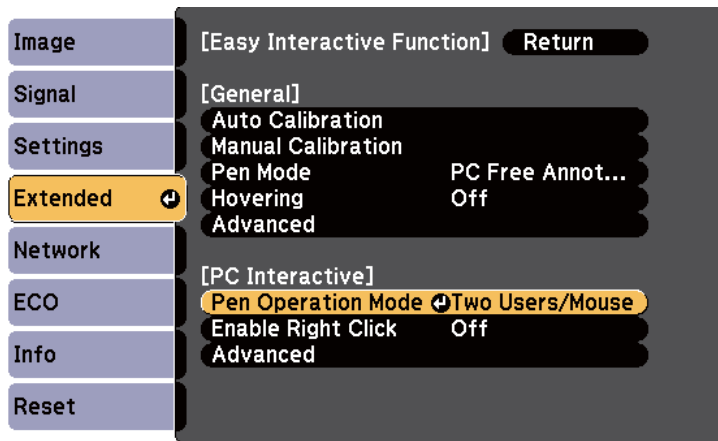 Image
Signal
Settings
Extended
Network
ECO
Info
Reset
[Easy Interactive Function] Return
[General]
Auto Calibration
Manual Calibration
Pen Mode PC Free Annot...
Hovering Off
Advanced
[PC Interactive]
Pen Operation Mode Two Users/Mouse
Enable Right Click Off
Advanced